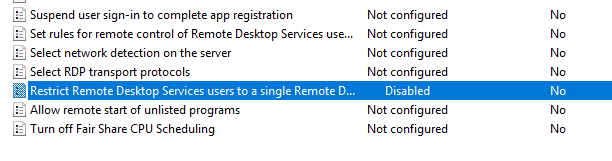 Suspend user sign-in to complete app registration Not configured No
Set rules for remote control of Remote Desktop Services use... Not configured No
Select network detection on the server Not configured No
Select RDP transport protocols Not configured No
Restrict Remote Desktop Services users to a single Remote D... Disabled No
Allow remote start of unlisted programs Not configured No
Turn off Fair Share CPU Scheduling Not configured No